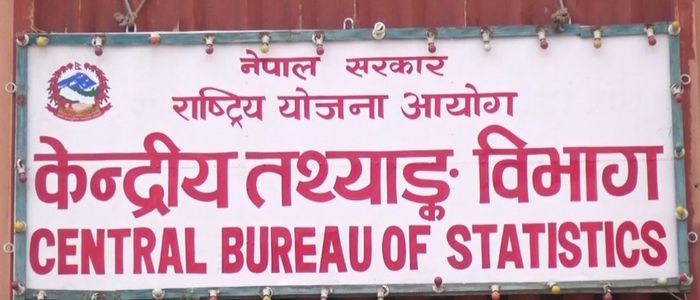 नेपाल सरकार
राष्ट्रिय योजना आयोग
केन्द्रीय तथ्याङ्क विभाग
CENTRAL BUREAU OF STATISTICS